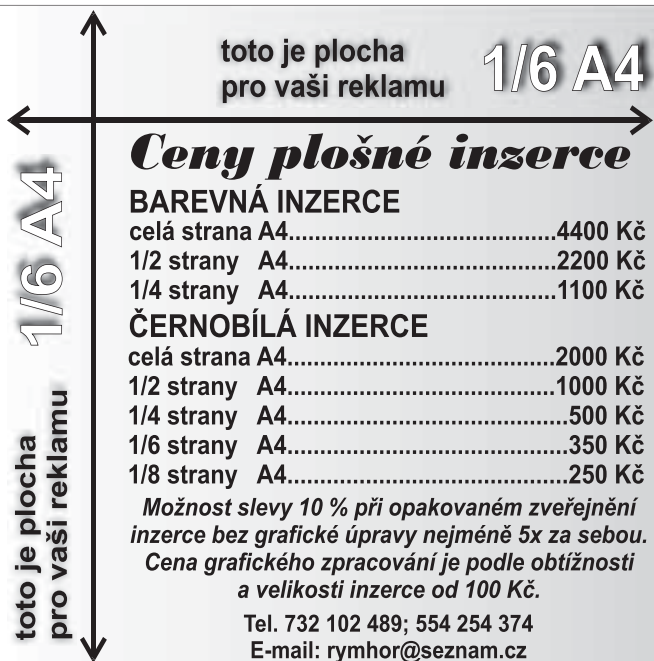 toto je plocha
pro vaši reklamu
1/6 A4
1/6 A4
toto je plocha
pro vaši reklamu
Ceny plošné inzerce
BAREVNÁ INZERCE
celá strana A4.........................................4400 Kč
1/2 strany   A4.........................................2200 Kč
1/4 strany   A4.........................................1100 Kč
ČERNOBÍLÁ INZERCE
celá strana A4.........................................2000 Kč
1/2 strany   A4.........................................1000 Kč
1/4 strany   A4...........................................500 Kč
1/6 strany   A4...........................................350 Kč
1/8 strany   A4...........................................250 Kč
Možnost slevy 10 % při opakovaném zveřejnění
inzerce bez grafické úpravy nejméně 5x za sebou.
Cena grafického zpracování je podle obtížnosti
a velikosti inzerce od 100 Kč.
Tel. 732 102 489; 554 254 374
E-mail: rymhor@seznam.cz